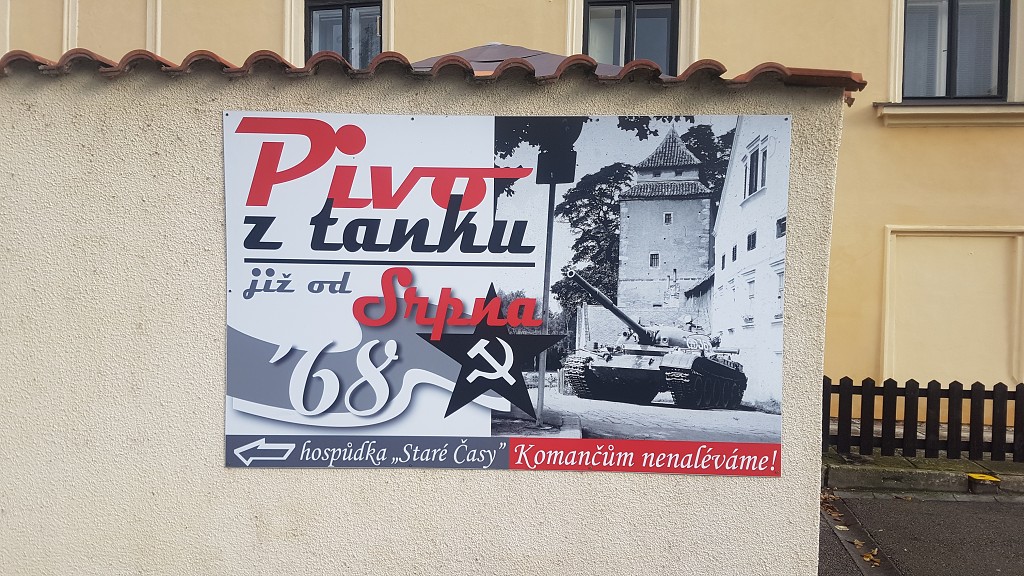 Pivo
z tanku
již od Srpna
'68
hospůdka „Staré Časy”
Komančům nenaléváme!